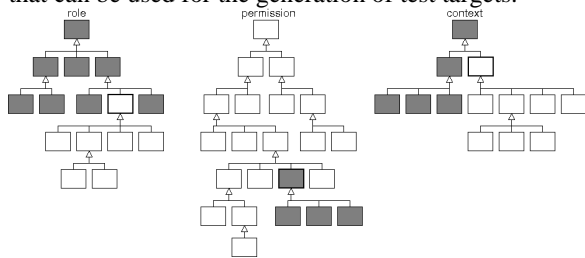 that can be used for the generation of test targets.
role permission context